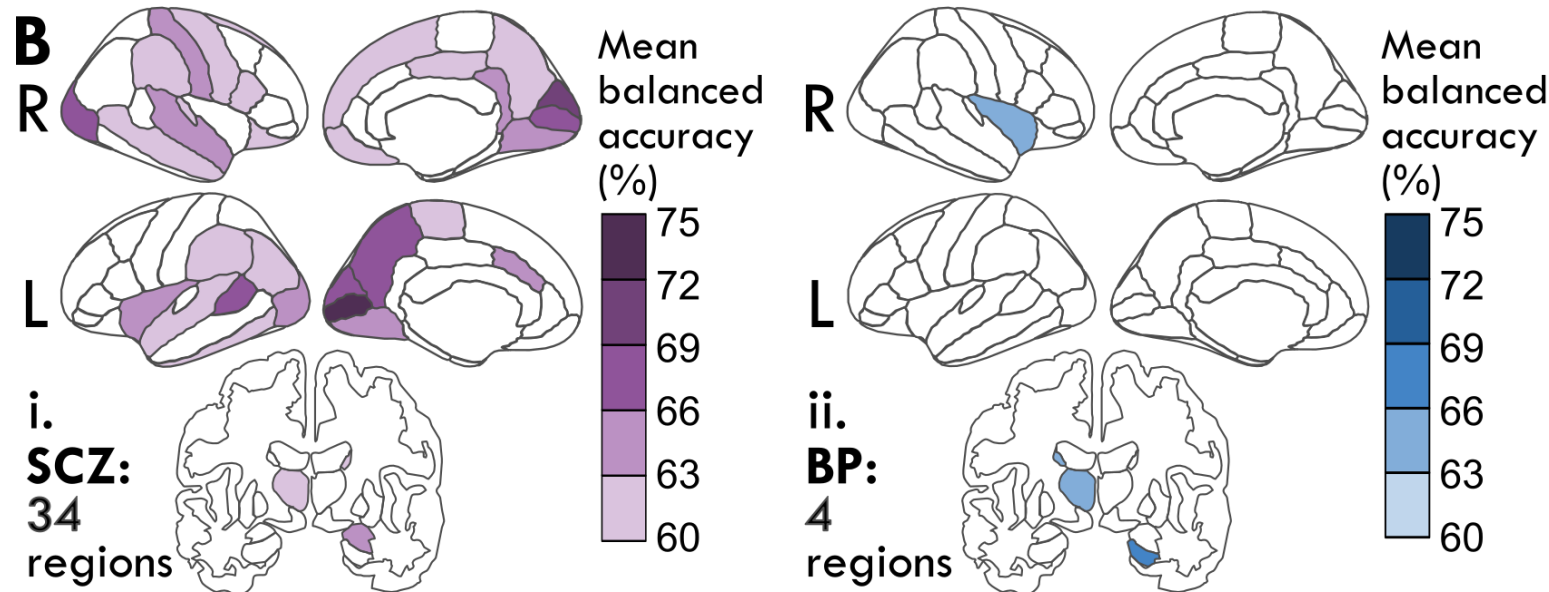 B
R
L
i.
SCZ:
34
regions
Mean
balanced
accuracy
(%)
75
72
69
66
63
60
R
L
ii.
BP:
4
regions
Mean
balanced
accuracy
(%)
75
72
69
66
63
60